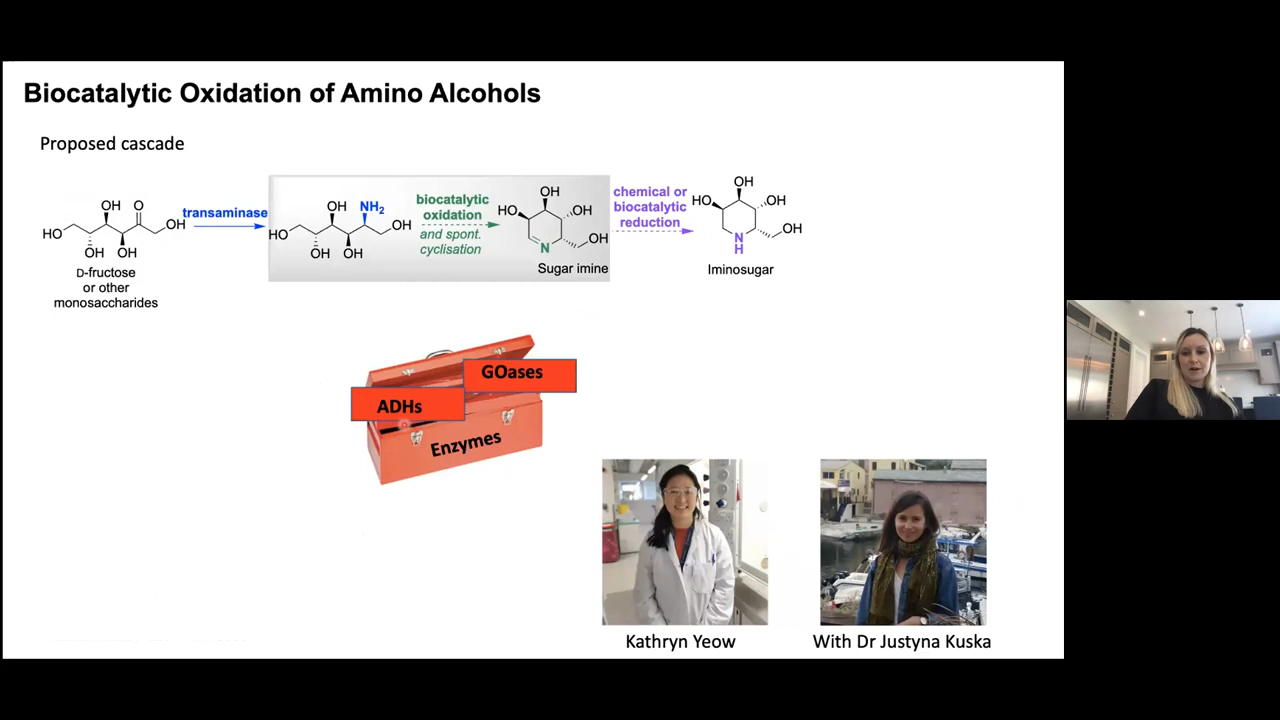 Biocatalytic Oxidation of Amino Alcohols
Proposed cascade
OH
O
HO
OH
OH
OH
D-fructose
or other
monosaccharides
transaminase
OH
NH2
HO
OH
OH
OH
biocatalytic
oxidation
and spont.
cyclisation
OH
HO
OH
OH
N
Sugar imine
chemical or
biocatalytic
reduction
OH
HO
OH
OH
N
H
Iminosugar
GOases
ADHs
Enzymes
Kathryn Yeow
With Dr Justyna Kuska